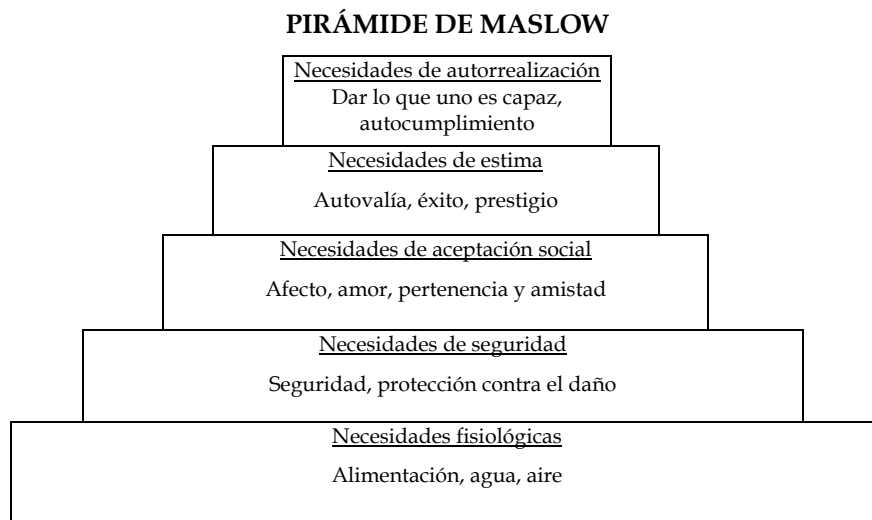 PIRÁMIDE DE MASLOW
Necesidades de autorrealización
Dar lo que uno es capaz,
autocumplimiento
Necesidades de estima
Autovalía, éxito, prestigio
Necesidades de aceptación social
Afecto, amor, pertenencia y amistad
Necesidades de seguridad
Seguridad, protección contra el daño
Necesidades fisiológicas
Alimentación, agua, aire